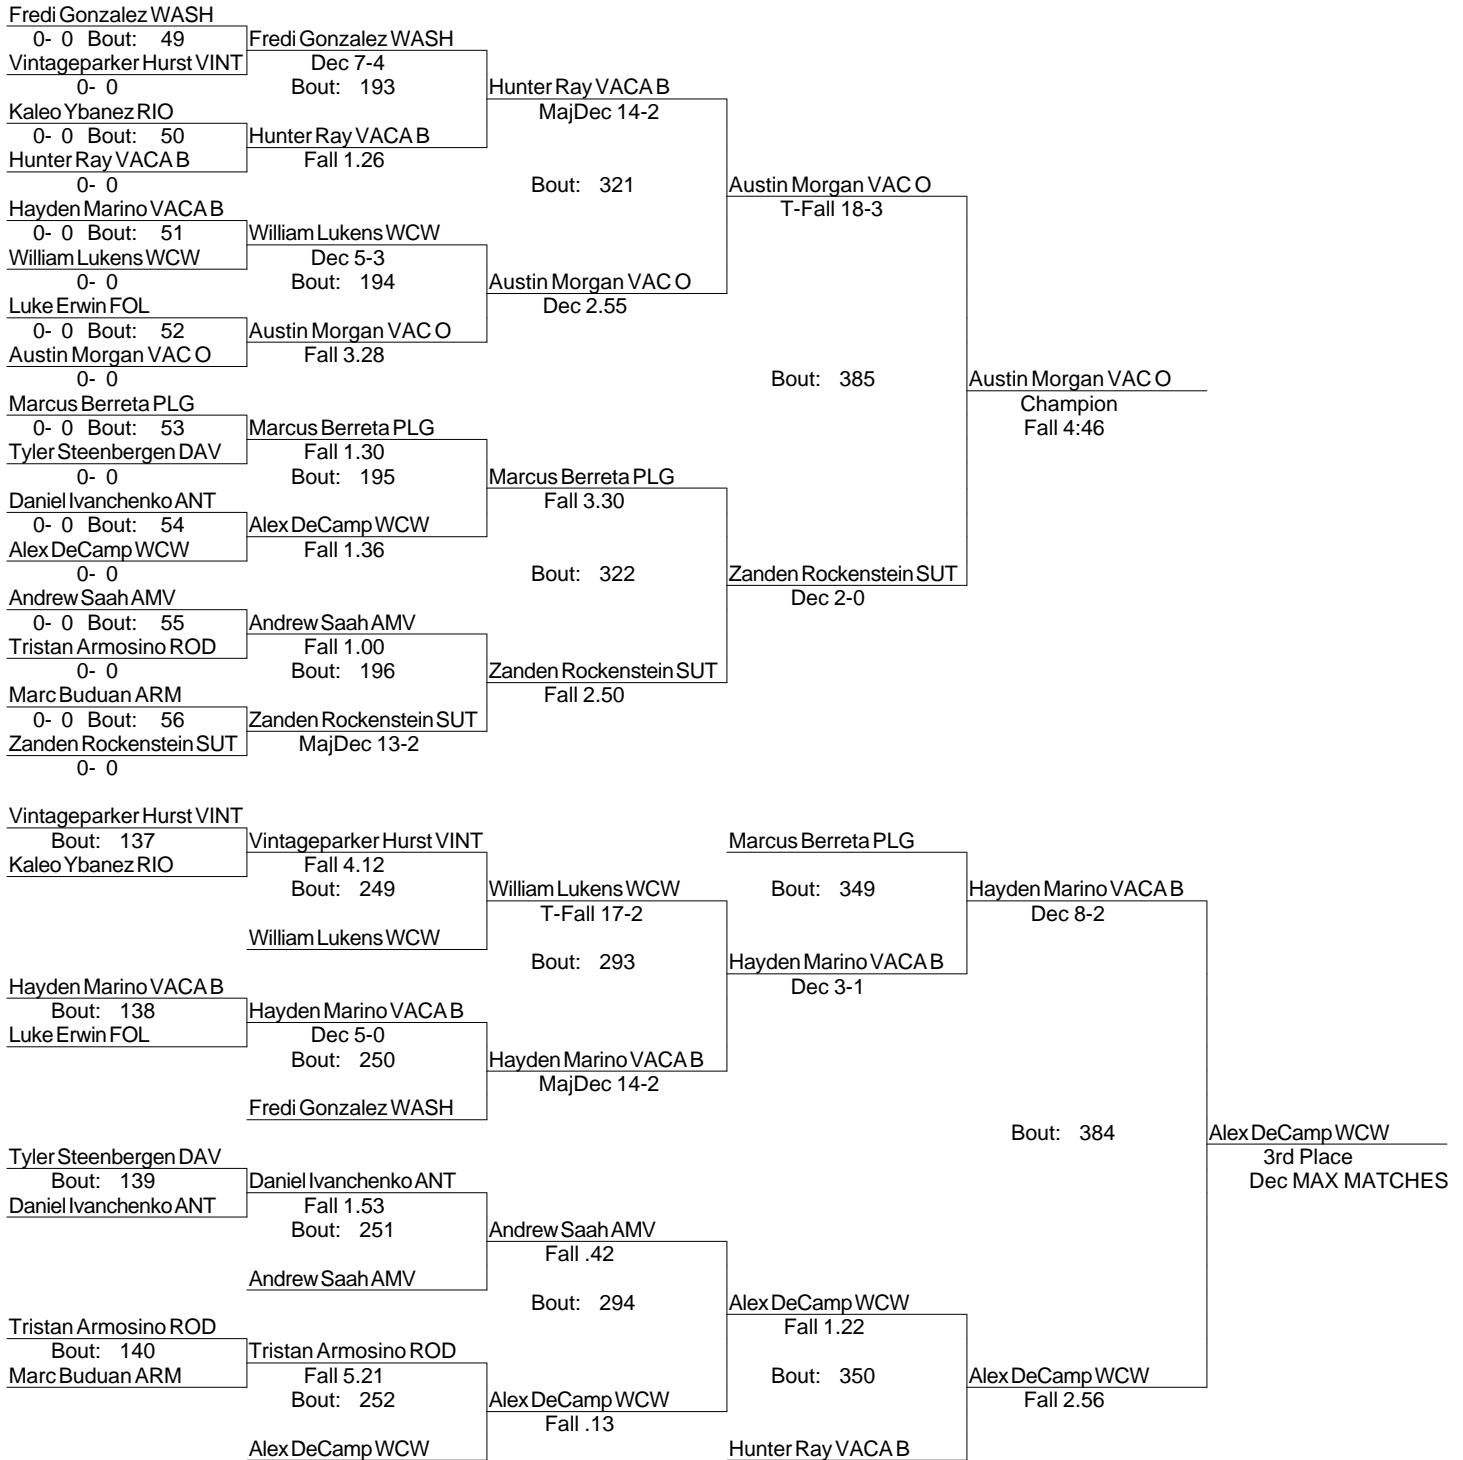 Fredi Gonzalez WASH
0- 0 Bout: 49 Fredi Gonzalez WASH
Vintageparker Hurst VINT Dec 7-4
0- 0 Bout: 193 Hunter Ray VACA B
Kaleo Ybanez RIO MajDec 14-2
0- 0 Bout: 50 Hunter Ray VACA B
Hunter Ray VACA B Fall 1.26
0- 0 Bout: 321 Austin Morgan VAC O
Hayden Marino VACA B T-Fall 18-3
0- 0 Bout: 51 William Lukens WCW
William Lukens WCW Dec 5-3
0- 0 Bout: 194 Austin Morgan VAC O
Luke Erwin FOL Dec 2.55
0- 0 Bout: 52 Austin Morgan VAC O
Austin Morgan VAC O Fall 3.28
0- 0 Bout: 385 Austin Morgan VAC O
Marcus Berreta PLG Champion
0- 0 Bout: 53 Marcus Berreta PLG Fall 4:46
Tyler Steenbergen DAV Fall 1.30
0- 0 Bout: 195 Marcus Berreta PLG
Daniel Ivanchenko ANT Fall 3.30
0- 0 Bout: 54 Alex DeCamp WCW
Alex DeCamp WCW Fall 1.36
0- 0 Bout: 322 Zanden Rockenstein SUT
Andrew Saah AMV Dec 2-0
0- 0 Bout: 55 Andrew Saah AMV
Tristan Armosino ROD Fall 1.00
0- 0 Bout: 196 Zanden Rockenstein SUT
Marc Buduan ARM Fall 2.50
0- 0 Bout: 56 Zanden Rockenstein SUT
Zanden Rockenstein SUT MajDec 13-2
0- 0
Vintageparker Hurst VINT
Bout: 137 Vintageparker Hurst VINT Marcus Berreta PLG
Kaleo Ybanez RIO Fall 4.12
Bout: 249 William Lukens WCW Bout: 349 Hayden Marino VACA B
T-Fall 17-2 Dec 8-2
William Lukens WCW
Bout: 293 Hayden Marino VACA B
Hayden Marino VACA B Dec 3-1
Bout: 138 Hayden Marino VACA B
Luke Erwin FOL Dec 5-0
Bout: 250 Hayden Marino VACA B
MajDec 14-2
Fredi Gonzalez WASH
Bout: 384 Alex DeCamp WCW
Tyler Steenbergen DAV 3rd Place
Bout: 139 Daniel Ivanchenko ANT Dec MAX MATCHES
Daniel Ivanchenko ANT Fall 1.53
Bout: 251 Andrew Saah AMV
Fall .42
Andrew Saah AMV
Bout: 294 Alex DeCamp WCW
Tristan Armosino ROD Fall 1.22
Bout: 140 Tristan Armosino ROD
Marc Buduan ARM Fall 5.21 Bout: 350 Alex DeCamp WCW
Bout: 252 Alex DeCamp WCW Fall 2.56
Fall .13
Alex DeCamp WCW Hunter Ray VACA B